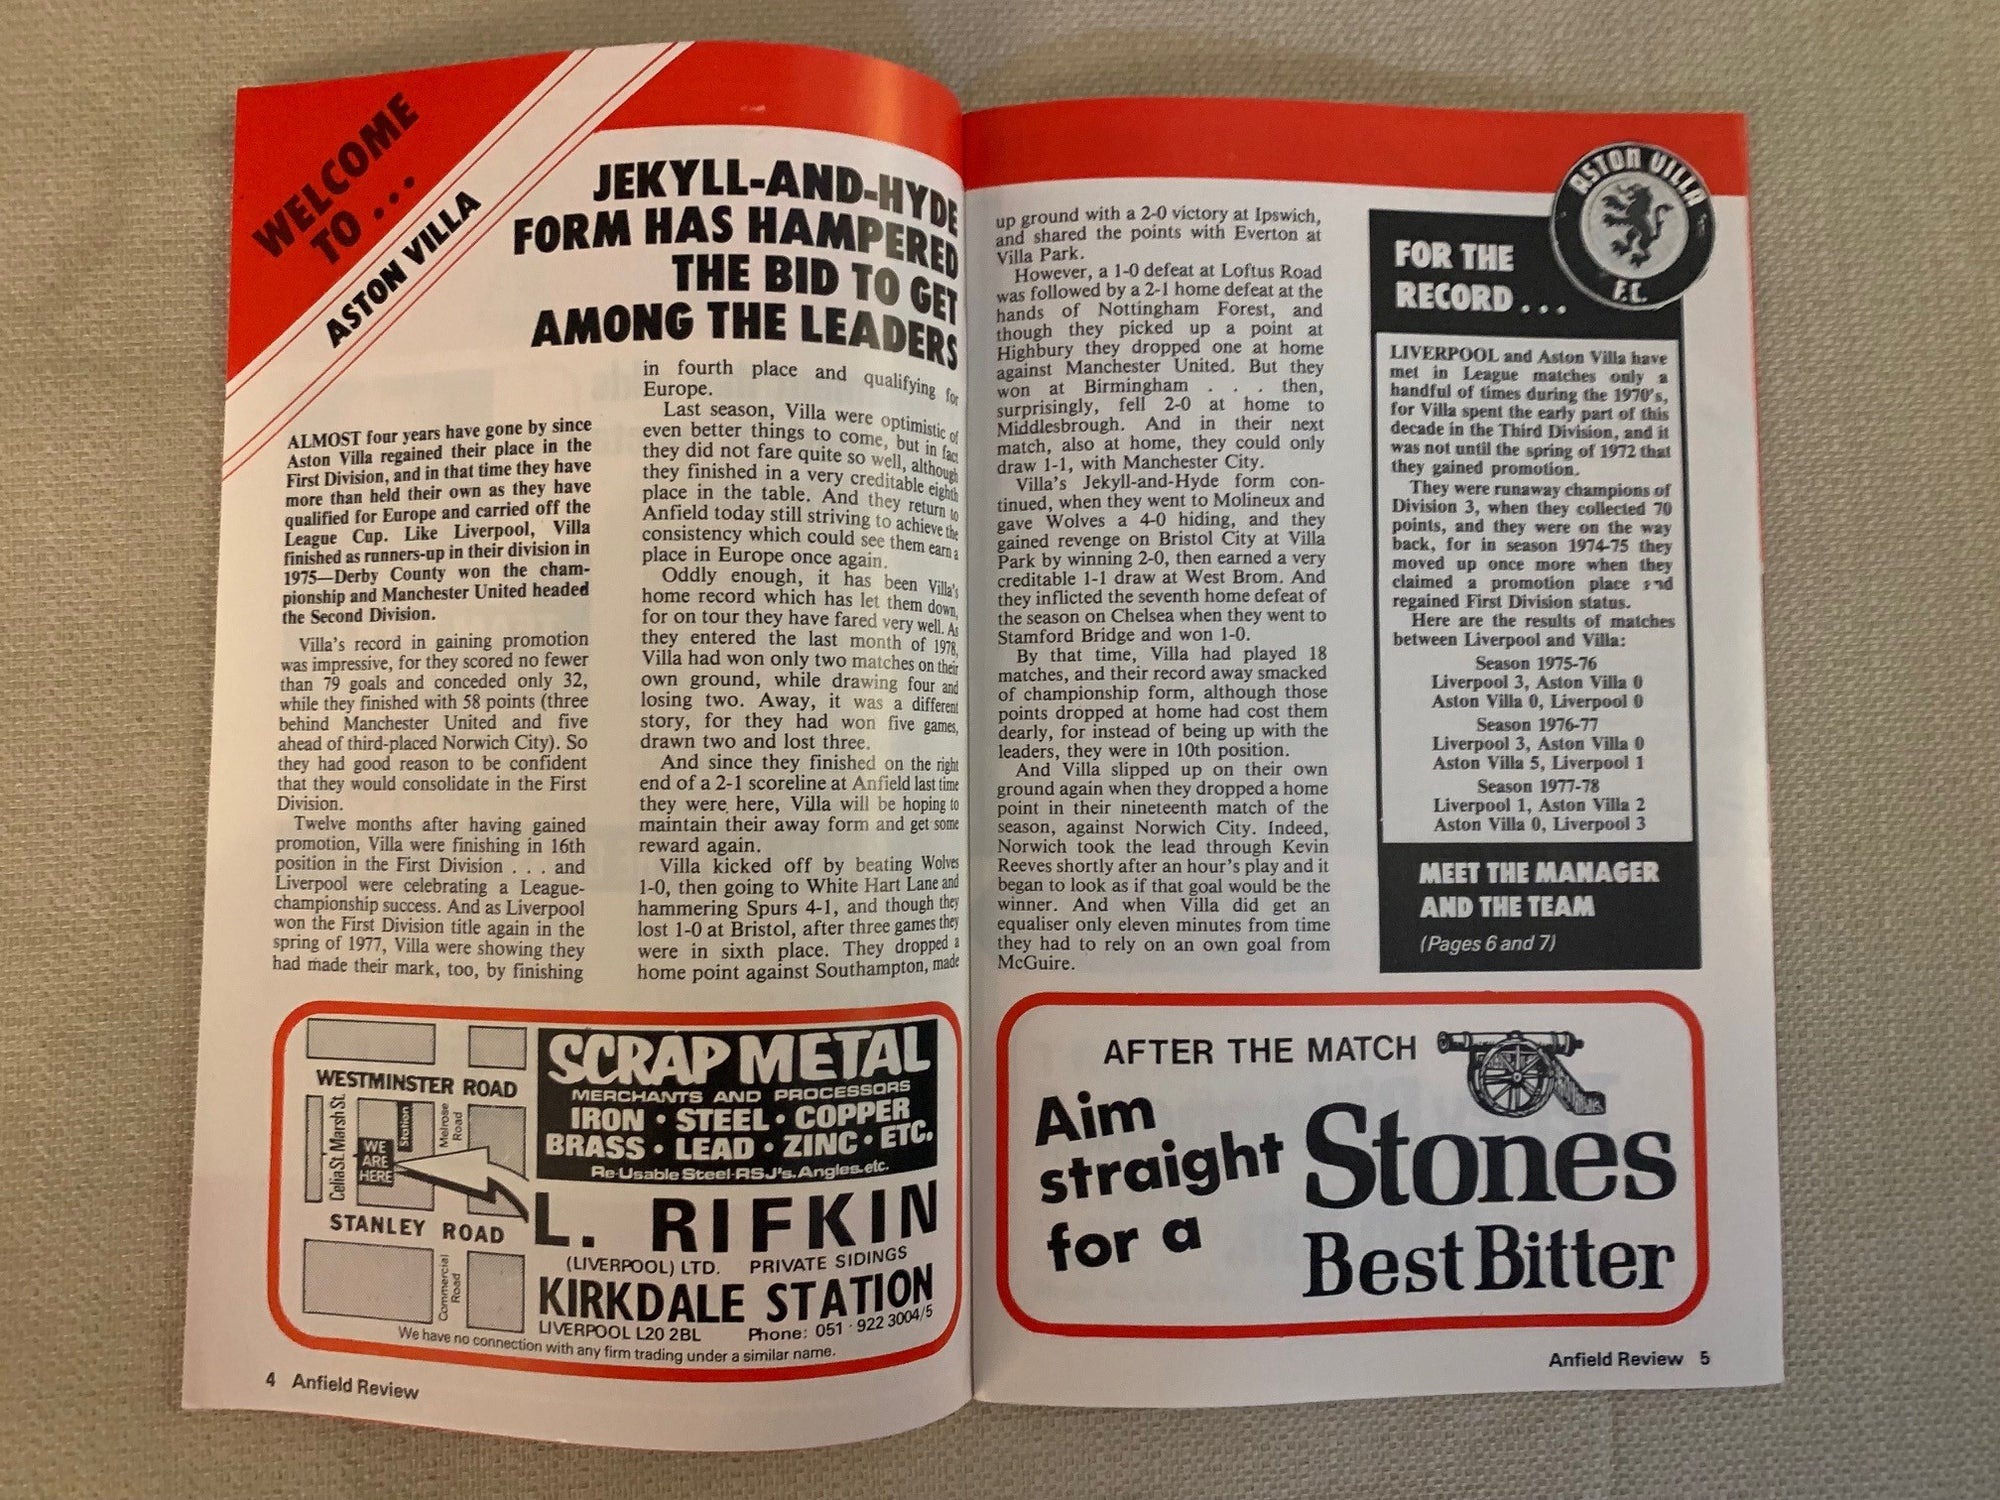 WELCOME
TO . . .
ASTON VILLA
JEKYLL-AND-HYDE
FORM HAS HAMPERED
THE BID TO GET
AMONG THE LEADERS
ALMOST four years have gone by since
Aston Villa regained their place in the
First Division, and in that time they have
more than held their own as they have
qualified for Europe and carried off the
League Cup. Like Liverpool, Villa
finished as runners-up in their division in
1975—Derby County won the cham-
pionship and Manchester United headed
the Second Division.
Villa's record in gaining promotion
was impressive, for they scored no fewer
than 79 goals and conceded only 32,
while they finished with 58 points (three
behind Manchester United and five
ahead of third-placed Norwich City). So
they had good reason to be confident
that they would consolidate in the First
Division.
Twelve months after having gained
promotion, Villa were finishing in 16th
position in the First Division . . . and
Liverpool were celebrating a League-
championship success. And as Liverpool
won the First Division title again in the
spring of 1977, Villa were showing they
had made their mark, too, by finishing
in fourth place and qualifying for
Europe.
Last season, Villa were optimistic of
even better things to come, but in fact
they did not fare quite so well, although
they finished in a very creditable eighth
place in the table. And they return to
Anfield today still striving to achieve the
consistency which could see them earn a
place in Europe once again.
Oddly enough, it has been Villa's
home record which has let them down,
for on tour they have fared very well. As
they entered the last month of 1978,
Villa had won only two matches on their
own ground, while drawing four and
losing two. Away, it was a different
story, for they had won five games,
drawn two and lost three.
And since they finished on the right
end of a 2-1 scoreline at Anfield last time
they were here, Villa will be hoping to
maintain their away form and get some
reward again.
Villa kicked off by beating Wolves
1-0, then going to White Hart Lane and
hammering Spurs 4-1, and though they
lost 1-0 at Bristol, after three games they
were in sixth place. They dropped a
home point against Southampton, made
SCRAP METAL
MERCHANTS AND PROCESSORS
IRON · STEEL · COPPER
BRASS · LEAD · ZINC · ETC.
Re-Usable Steel-RSJ's. Angles. etc.
L. RIFKIN
(LIVERPOOL) LTD. PRIVATE SIDINGS
KIRKDALE STATION
LIVERPOOL L20 2BL Phone: 051 · 922 3004/5
We have no connection with any firm trading under a similar name.
WESTMINSTER ROAD
Celia St. Marsh St.
Station
Melrose
Road
WE
ARE
HERE
STANLEY ROAD
Commercial
Road
4 Anfield Review
up ground with a 2-0 victory at Ipswich,
and shared the points with Everton at
Villa Park.
However, a 1-0 defeat at Loftus Road
was followed by a 2-1 home defeat at the
hands of Nottingham Forest, and
though they picked up a point at
Highbury they dropped one at home
against Manchester United. But they
won at Birmingham . . . then,
surprisingly, fell 2-0 at home to
Middlesbrough. And in their next
match, also at home, they could only
draw 1-1, with Manchester City.
Villa's Jekyll-and-Hyde form con-
tinued, when they went to Molineux and
gave Wolves a 4-0 hiding, and they
gained revenge on Bristol City at Villa
Park by winning 2-0, then earned a very
creditable 1-1 draw at West Brom. And
they inflicted the seventh home defeat of
the season on Chelsea when they went to
Stamford Bridge and won 1-0.
By that time, Villa had played 18
matches, and their record away smacked
of championship form, although those
points dropped at home had cost them
dearly, for instead of being up with the
leaders, they were in 10th position.
And Villa slipped up on their own
ground again when they dropped a home
point in their nineteenth match of the
season, against Norwich City. Indeed,
Norwich took the lead through Kevin
Reeves shortly after an hour's play and it
began to look as if that goal would be the
winner. And when Villa did get an
equaliser only eleven minutes from time
they had to rely on an own goal from
McGuire.
ASTON VILLA
F.C.
FOR THE
RECORD . . .
LIVERPOOL and Aston Villa have
met in League matches only a
handful of times during the 1970's,
for Villa spent the early part of this
decade in the Third Division, and it
was not until the spring of 1972 that
they gained promotion.
They were runaway champions of
Division 3, when they collected 70
points, and they were on the way
back, for in season 1974-75 they
moved up once more when they
claimed a promotion place and
regained First Division status.
Here are the results of matches
between Liverpool and Villa:
Season 1975-76
Liverpool 3, Aston Villa 0
Aston Villa 0, Liverpool 0
Season 1976-77
Liverpool 3, Aston Villa 0
Aston Villa 5, Liverpool 1
Season 1977-78
Liverpool 1, Aston Villa 2
Aston Villa 0, Liverpool 3
MEET THE MANAGER
AND THE TEAM
(Pages 6 and 7)
AFTER THE MATCH
Aim
straight
for a
Stones
Best Bitter
Anfield Review 5